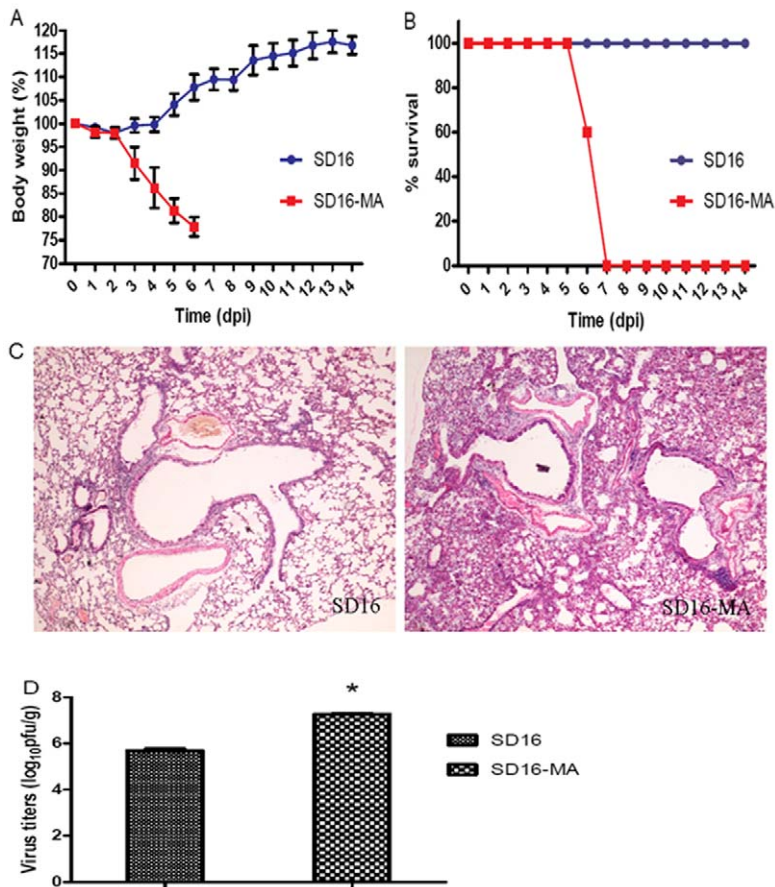 A
Body weight (%)
120
115
110
105
100
95
90
85
80
75
70
SD16
SD16-MA
0 1 2 3 4 5 6 7 8 9 10 11 12 13 14
Time (dpi)
B
% survival
100
80
60
40
20
0
SD16
SD16-MA
0 1 2 3 4 5 6 7 8 9 10 11 12 13 14
Time (dpi)
C
SD16
SD16-MA
D
Virus titers (log10pfu/g)
8
6
4
2
0
*
SD16
SD16-MA